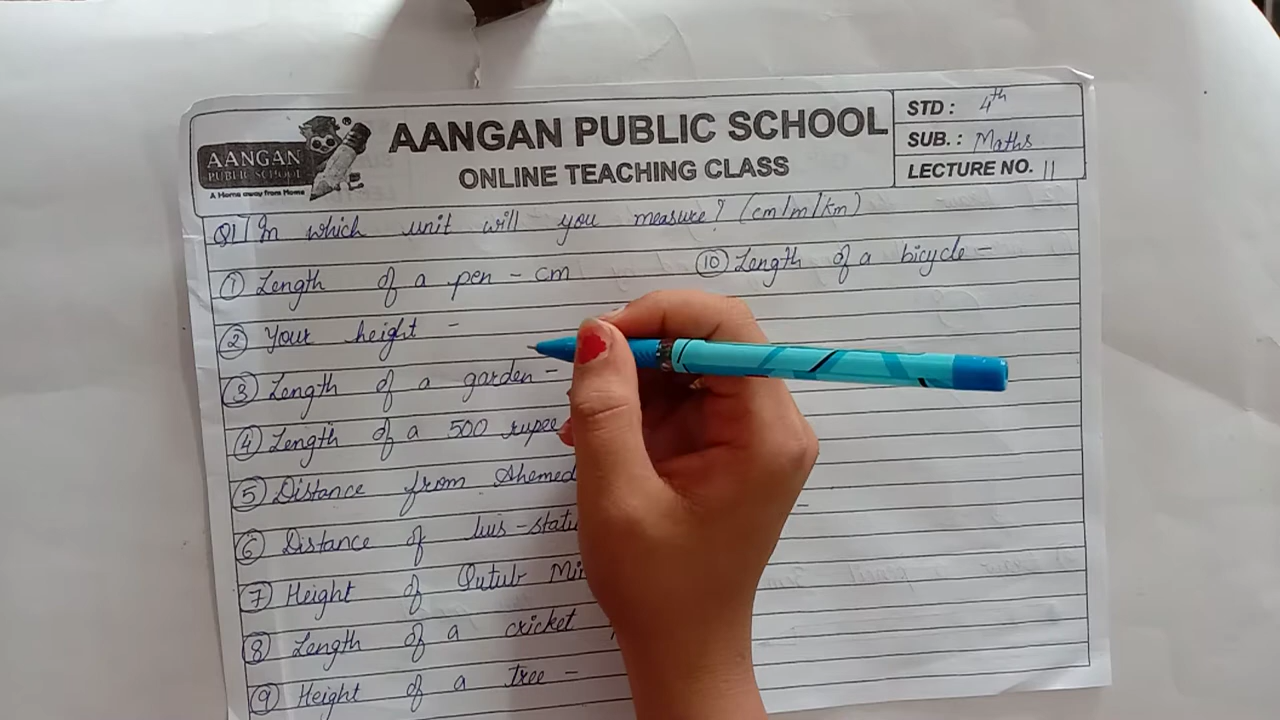 AANGAN
PUBLIC SCHOOL
A Home away from Home
AANGAN PUBLIC SCHOOL
ONLINE TEACHING CLASS
STD : 4th
SUB. : Maths
LECTURE NO. 11
Q1) In which unit will you measure? (cm/m/km)
① Length of a pen - cm
② Your height -
③ Length of a garden -
④ Length of a 500 rupee
⑤ Distance from Ahemed
⑥ Distance of
⑦ Height of Qutub Min
⑧ Length of a cricket
⑨ Height of a tree -
⑩ Length of a bicycle -